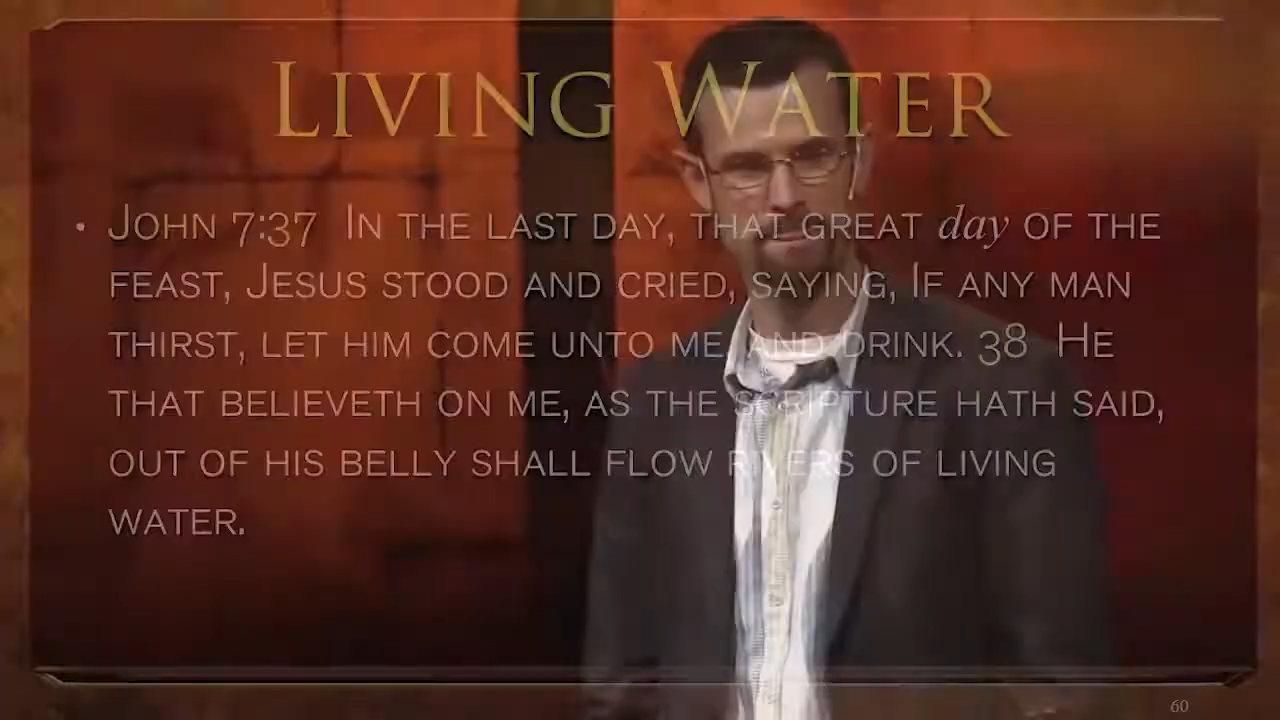 Living Water
• John 7:37 In the last day, that great day of the
feast, Jesus stood and cried, saying, If any man
thirst, let him come unto me, and drink. 38 He
that believeth on me, as the scripture hath said,
out of his belly shall flow rivers of living
water.
60